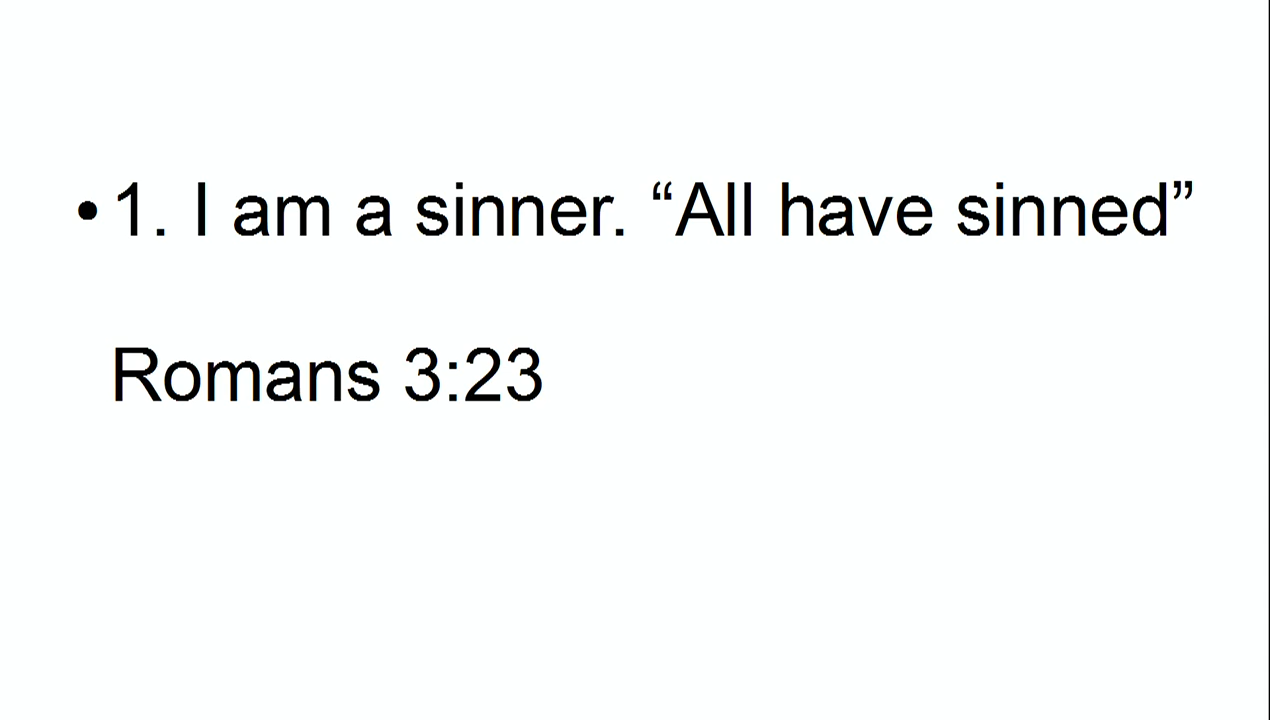 • 1. I am a sinner. “All have sinned”
Romans 3:23